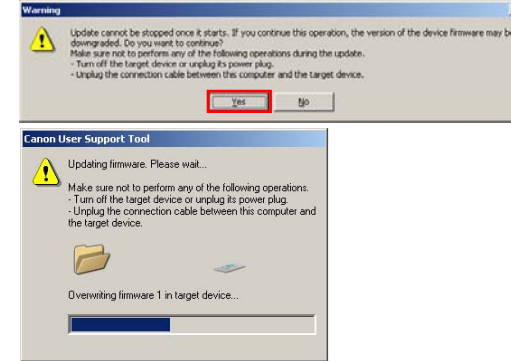 Warning
Update cannot be stopped once it starts. If you continue this operation, the version of the device firmware may be
downgraded. Do you want to continue?
Make sure not to perform any of the following operations during the update.
- Turn off the target device or unplug its power plug.
- Unplug the connection cable between this computer and the target device.
Yes No
Canon User Support Tool
Updating firmware. Please wait...
Make sure not to perform any of the following operations.
- Turn off the target device or unplug its power plug.
- Unplug the connection cable between this computer and
the target device.
Overwriting firmware 1 in target device...